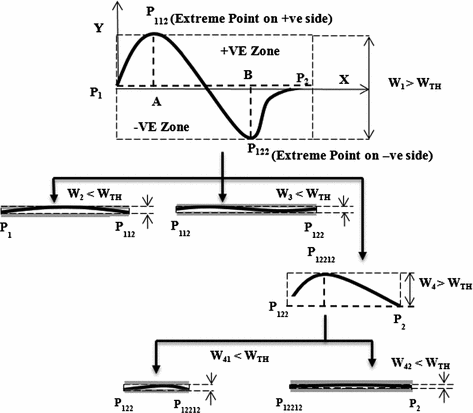 Y
P112 (Extreme Point on +ve side)
+VE Zone
B
P2
X
P1
A
W1> WTH
-VE Zone
P122 (Extreme Point on –ve side)
W2 < WTH
W3 < WTH
P1
P112
P112
P122
P12212
P122
W4> WTH
P2
W41 < WTH
W42 < WTH
P122
P12212
P12212
P2